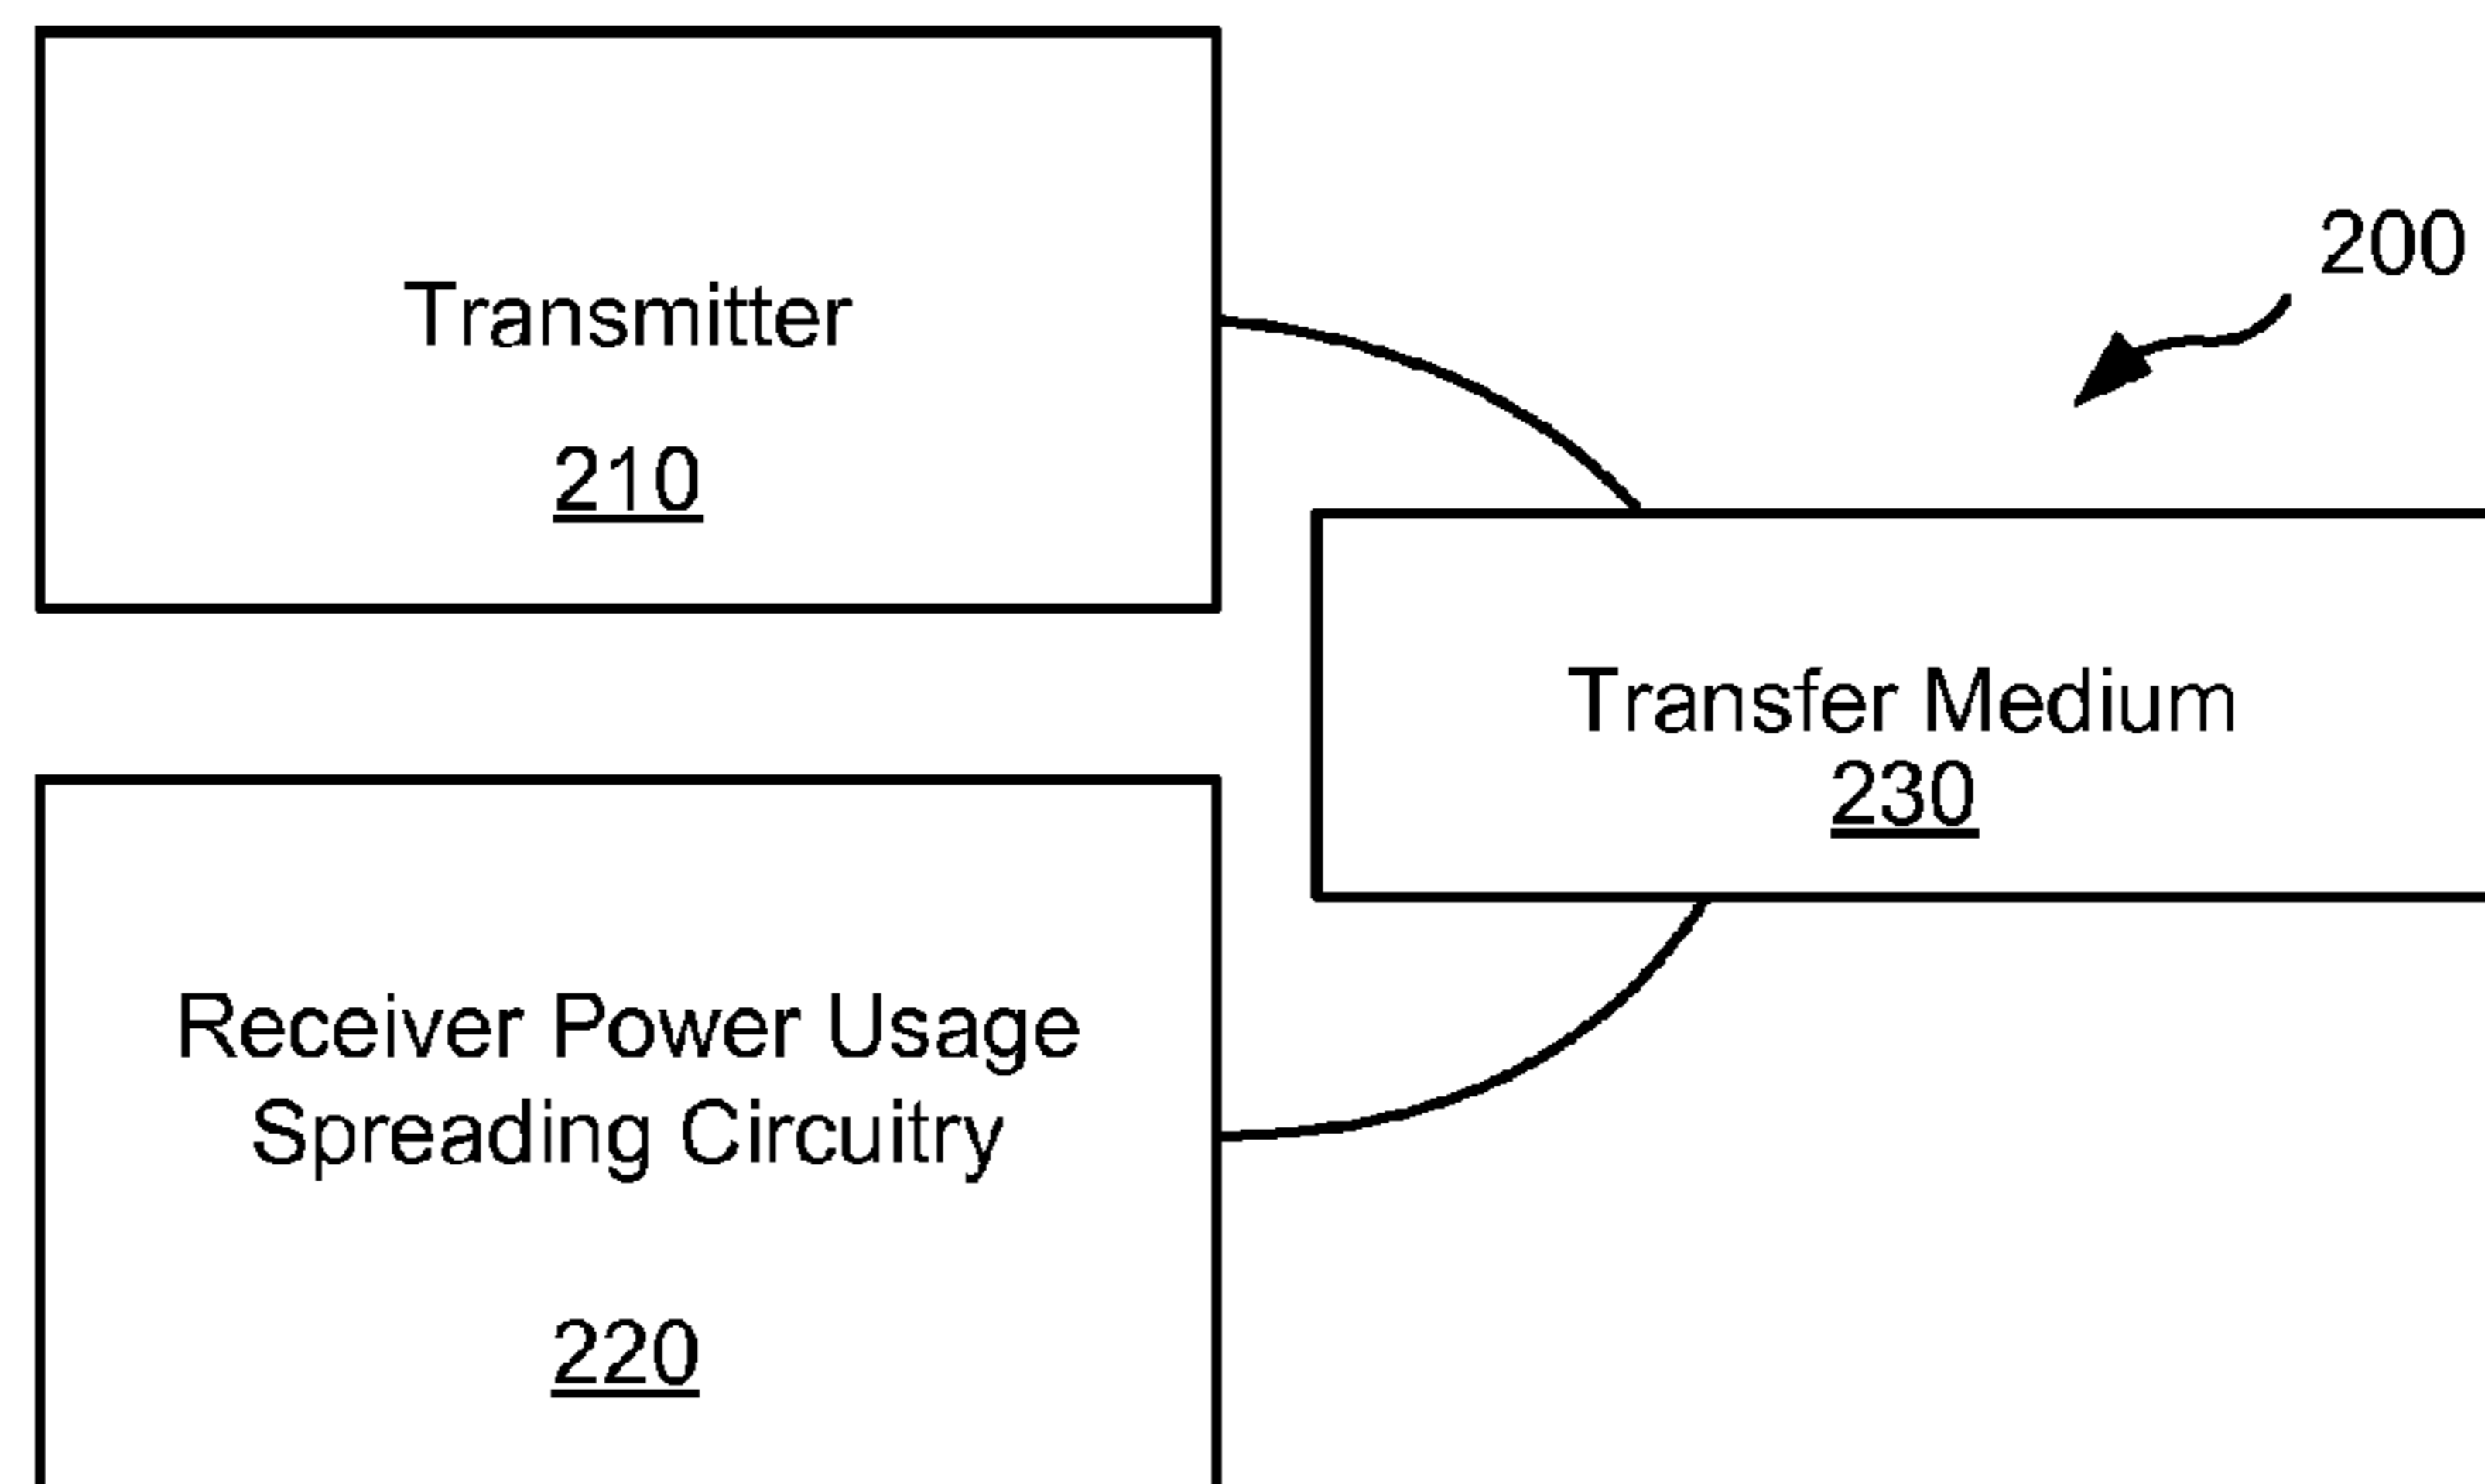 Transmitter
210
200
Transfer Medium
230
Receiver Power Usage
Spreading Circuitry
220